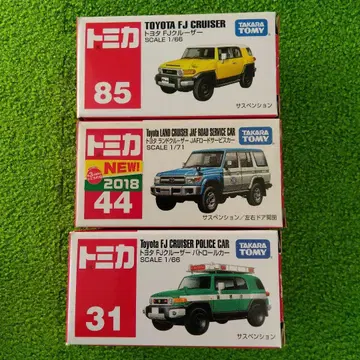 トミカ
85
TOYOTA FJ CRUISER
トヨタ FJクルーザー
SCALE 1/66
TAKARA TOMY
サスペンション
トミカ
NEW!
2018
44
Toyota LAND CRUISER JAF ROAD SERVICE CAR
トヨタ ランドクルーザー JAFロードサービスカー
SCALE 1/71
TAKARA TOMY
サスペンション／左右ドア開閉
トミカ
31
Toyota FJ CRUISER POLICE CAR
トヨタ FJクルーザー パトロールカー
SCALE 1/66
TAKARA TOMY
サスペンション